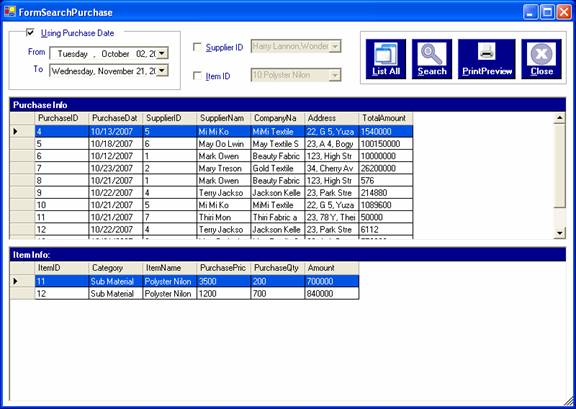 FormSearchPurchase
Using Purchase Date
From Tuesday , October 02, 20
To Wednesday, November 21, 20
Supplier ID Harry Lannon,Wonder
Item ID 10:Polyster Nilon
List All Search PrintPreview Close
Purchase Info
PurchaseID PurchaseDat SupplierID SupplierNam CompanyNa Address TotalAmount
4 10/13/2007 5 Mi Mi Ko MiMi Textile 22, G 5, Yuza 1540000
5 10/18/2007 6 May Oo Lwin May Textile S 23, A 4, Bogy 100150000
6 10/12/2007 1 Mark Owen Beauty Fabric 123, High Str 10000000
7 10/23/2007 2 Mary Treson Gold Textile 34, Cherry Av 26200000
8 10/21/2007 1 Mark Owen Beauty Fabric 123, High Str 576
9 10/22/2007 4 Terry Jackso Jackson Kelle 23, Park Stre 214880
10 10/21/2007 5 Mi Mi Ko MiMi Textile 22, G 5, Yuza 1089600
11 10/21/2007 7 Thiri Mon Thiri Fabric a 23, 78 Y, Thei 50000
12 10/22/2007 4 Terry Jackso Jackson Kelle 23, Park Stre 6112
Item Info:
ItemID Category ItemName PurchasePric PurchaseQty Amount
11 Sub Material Polyster Nilon 3500 200 700000
12 Sub Material Polyster Nilon 1200 700 840000